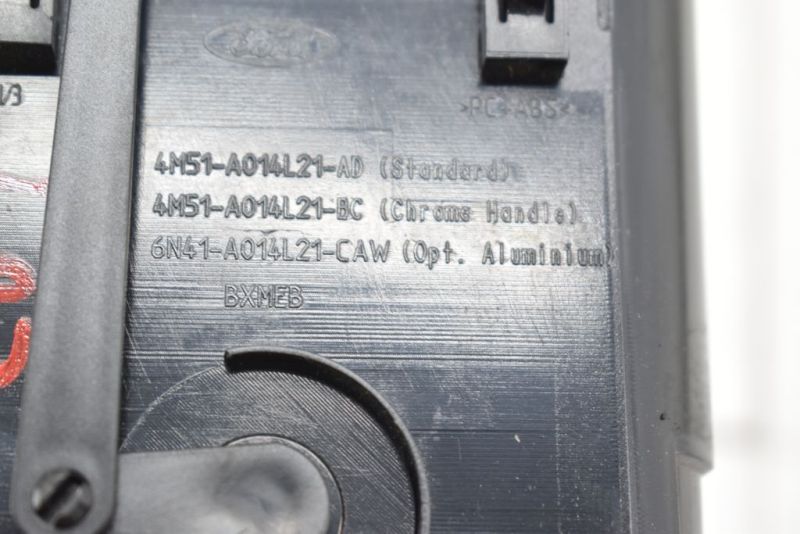 Ford
>PC+ABS<
4M51-A014L21-AD (Standard)
4M51-A014L21-BC (Chrome Handle)
6N41-A014L21-CAW (Opt. Aluminium)
BXMEB